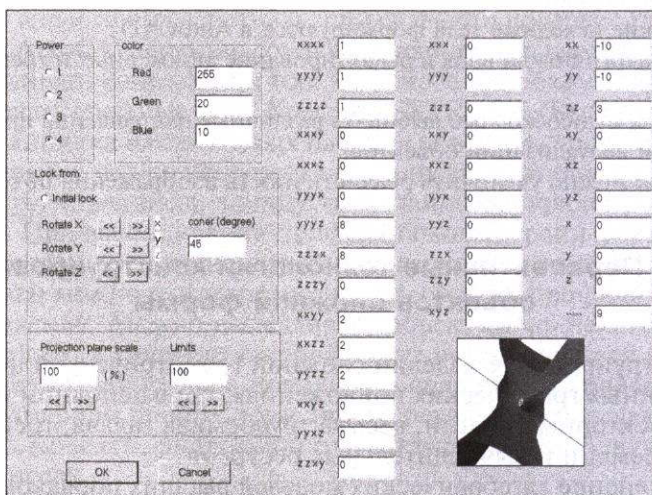 Power
1
2
3
4
color
Red 255
Green 20
Blue 10
Look from
Initial look
Rotate X << >> x
Rotate Y << >> y
Rotate Z << >> z
coner (degree)
45
Projection plane scale
100 (%)
<< >>
Limits
100
<< >>
OK Cancel
xxxx 1
yyyy 1
zzzz 1
xxxy 0
xxxz 0
yyyx 0
yyyz 8
zzzx 8
zzzy 0
xxyy 2
xxzz 2
yyzz 2
xxyz 0
yyxz 0
zzxy 0
xxx 0
yyy 0
zzz 0
xxy 0
xxz 0
yyx 0
yyz 0
zzx 0
zzy 0
xyz 0
xx -10
yy -10
zz 3
xy 0
xz 0
yz 0
x 0
y 0
z 0
----- 9